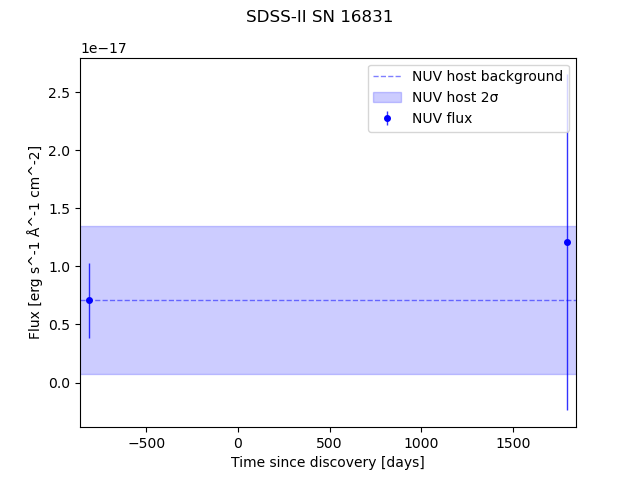 SDSS-II SN 16831
1e−17
NUV host background
NUV host 2σ
NUV flux
2.5
2.0
1.5
1.0
0.5
0.0
Flux [erg s^-1 Å^-1 cm^-2]
−500 0 500 1000 1500
Time since discovery [days]